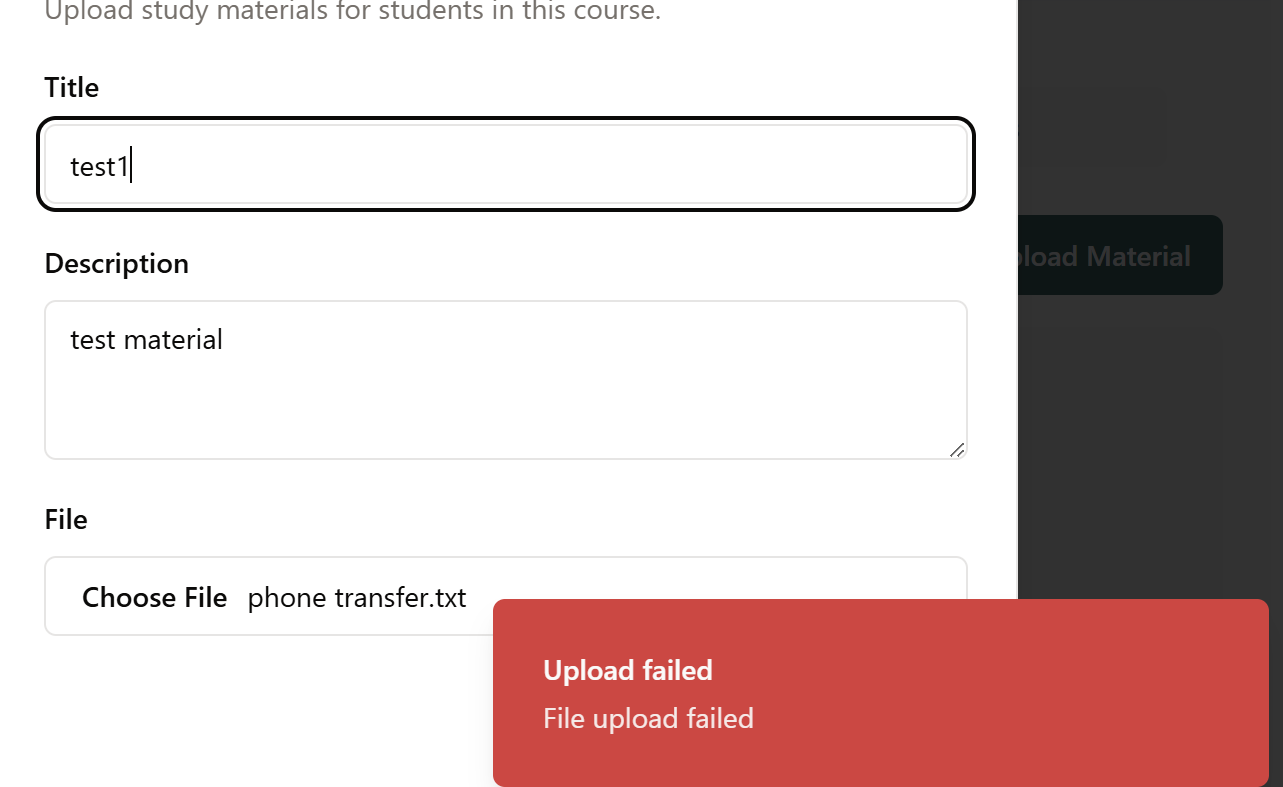 Upload study materials for students in this course.
Title
test1
Description
test material
File
Choose File phone transfer.txt
Material
Upload failed
File upload failed